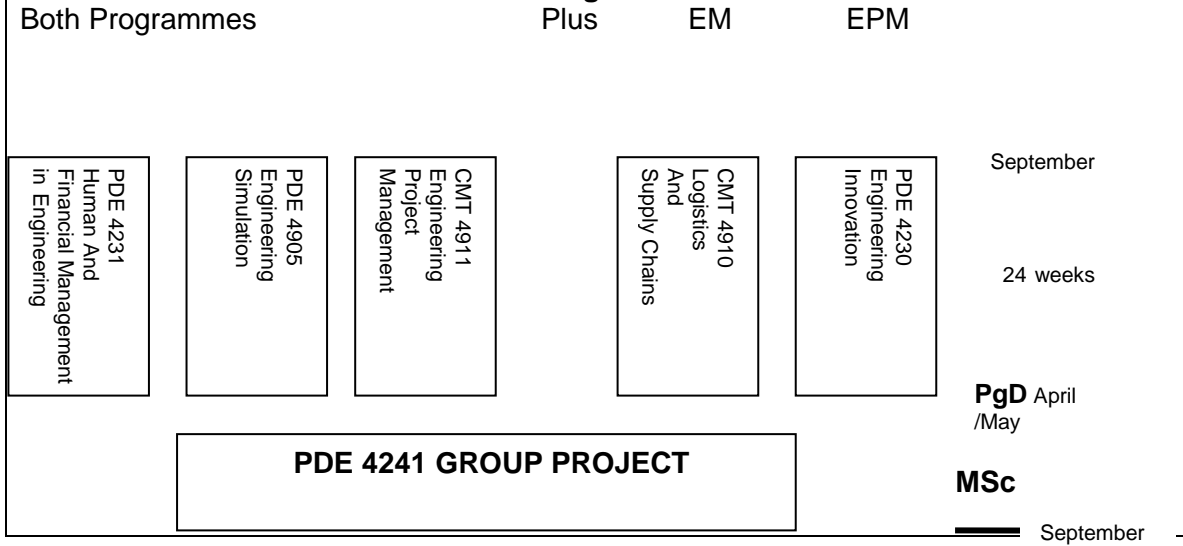 Both Programmes
Plus
EM
EPM
PDE 4231
Human And
Financial Management
in Engineering
PDE 4905
Engineering
Simulation
CMT 4911
Engineering
Project
Management
CMT 4910
Logistics
And
Supply Chains
PDE 4230
Engineering
Innovation
September
24 weeks
PgD April
/May
PDE 4241 GROUP PROJECT
MSc
September